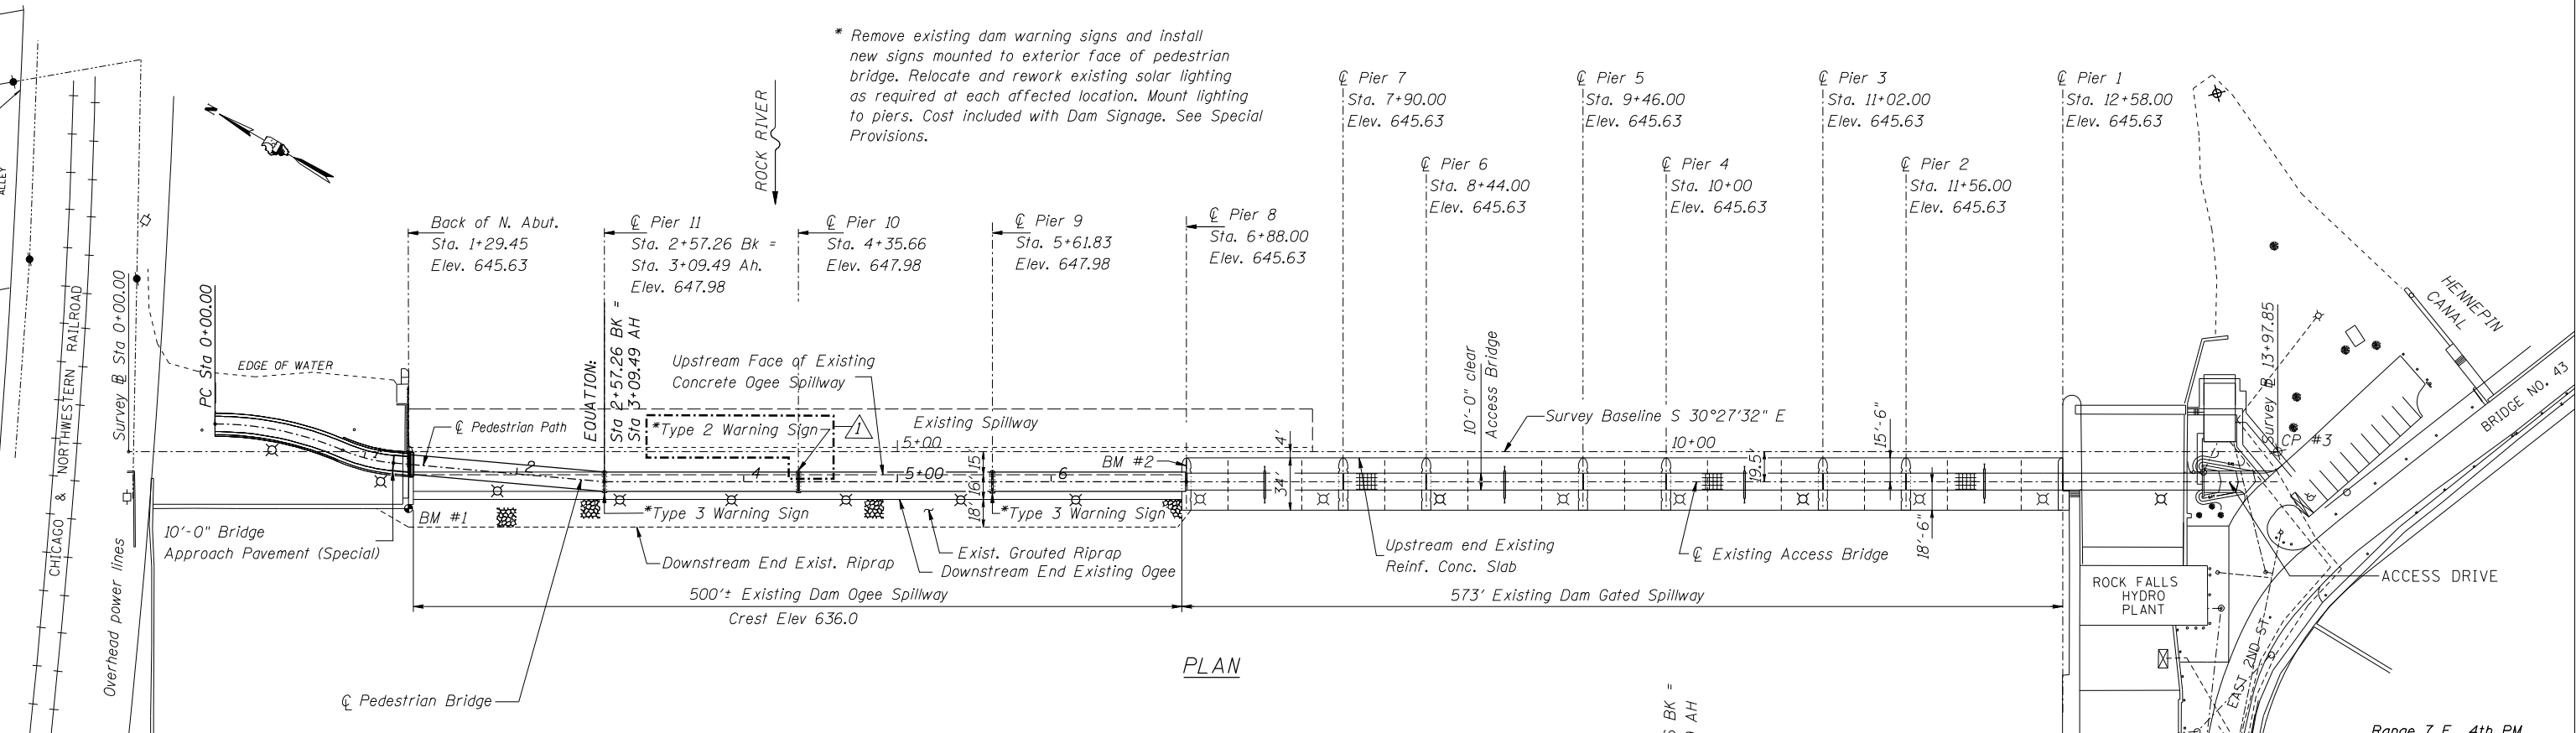 * Remove existing dam warning signs and install
new signs mounted to exterior face of pedestrian
bridge. Relocate and rework existing solar lighting
as required at each affected location. Mount lighting
to piers. Cost included with Dam Signage. See Special
Provisions.
ROCK RIVER
N
ALLEY
CHICAGO & NORTHWESTERN RAILROAD
Survey ℄ Sta 0+00.00
Overhead power lines
PC Sta 0+00.00
EDGE OF WATER
Back of N. Abut.
Sta. 1+29.45
Elev. 645.63
℄ Pier 11
Sta. 2+57.26 Bk =
Sta. 3+09.49 Ah.
Elev. 647.98
℄ Pier 10
Sta. 4+35.66
Elev. 647.98
℄ Pier 9
Sta. 5+61.83
Elev. 647.98
℄ Pier 8
Sta. 6+88.00
Elev. 645.63
℄ Pier 7
Sta. 7+90.00
Elev. 645.63
℄ Pier 6
Sta. 8+44.00
Elev. 645.63
℄ Pier 5
Sta. 9+46.00
Elev. 645.63
℄ Pier 4
Sta. 10+00
Elev. 645.63
℄ Pier 3
Sta. 11+02.00
Elev. 645.63
℄ Pier 2
Sta. 11+56.00
Elev. 645.63
℄ Pier 1
Sta. 12+58.00
Elev. 645.63
EQUATION:
Sta 2+57.26 BK =
Sta 3+09.49 AH
Upstream Face of Existing
Concrete Ogee Spillway
℄ Pedestrian Path
*Type 2 Warning Sign
1
Existing Spillway
5+00
10+00
1
2
4
5+00
6
BM #2
15'
16'
18'
4'
34'
10'-0" clear
Access Bridge
Survey Baseline S 30°27'32" E
19.5'
15'-6"
18'-6"
BM #1
*Type 3 Warning Sign
*Type 3 Warning Sign
10'-0" Bridge
Approach Pavement (Special)
Downstream End Exist. Riprap
Exist. Grouted Riprap
Downstream End Existing Ogee
Upstream end Existing
Reinf. Conc. Slab
℄ Existing Access Bridge
500'± Existing Dam Ogee Spillway
Crest Elev 636.0
573' Existing Dam Gated Spillway
℄ Pedestrian Bridge
PLAN
HENNEPIN
CANAL
Survey ℄ 13+97.85
CP #3
BRIDGE NO. 43
ACCESS DRIVE
ROCK FALLS
HYDRO
PLANT
EAST 2ND ST.
BK =
AH
Range 7 E, 4th PM